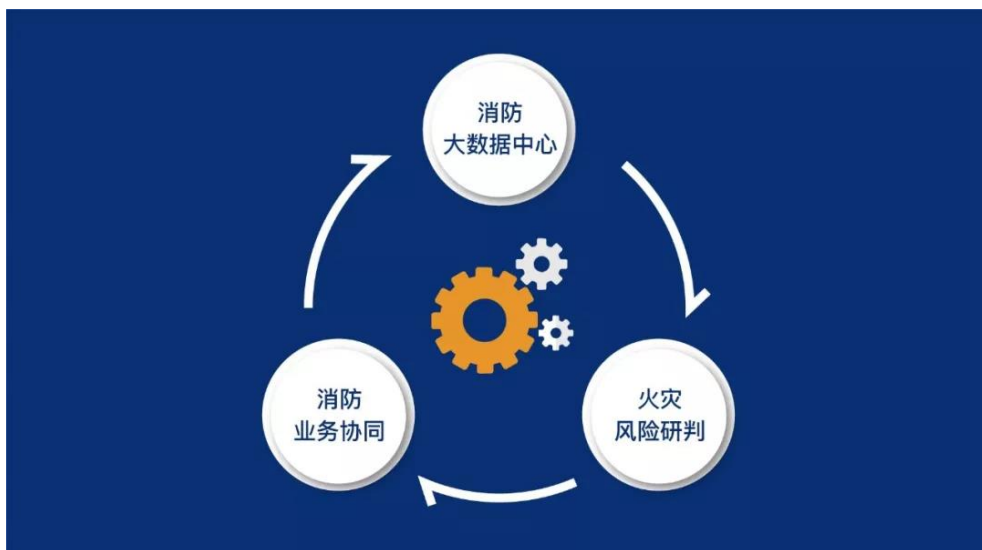 消防
大数据中心
消防
业务协同
火灾
风险研判